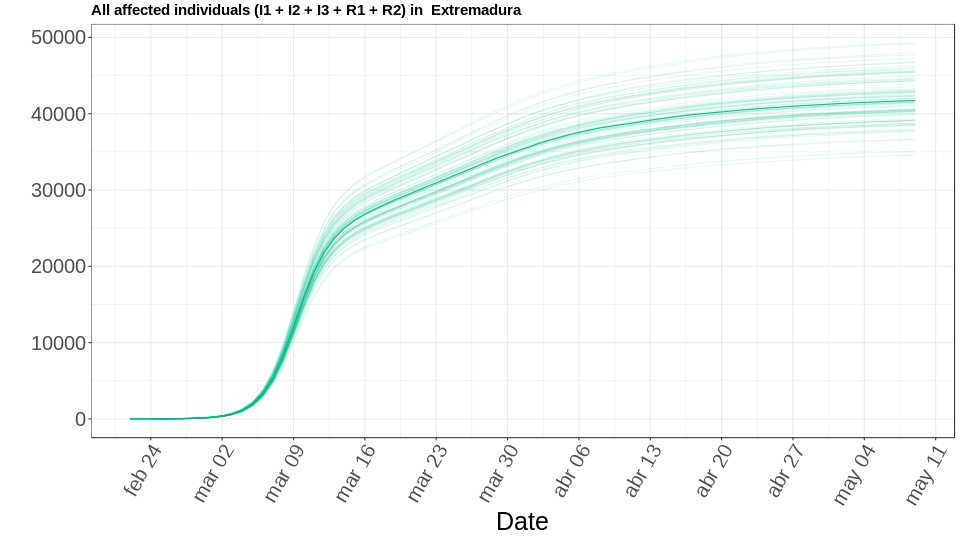 All affected individuals (I1 + I2 + I3 + R1 + R2) in  Extremadura
50000
40000
30000
20000
10000
0
feb 24
mar 02
mar 09
mar 16
mar 23
mar 30
abr 06
abr 13
abr 20
abr 27
may 04
may 11
Date